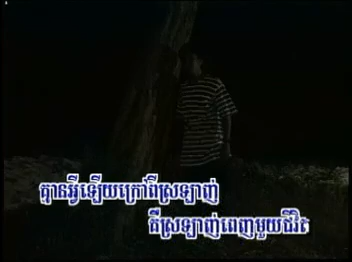 គ្មានអ្វីឡើយក្រៅពីស្រឡាញ់
គឺស្រឡាញ់ពេញមួយជីវិត